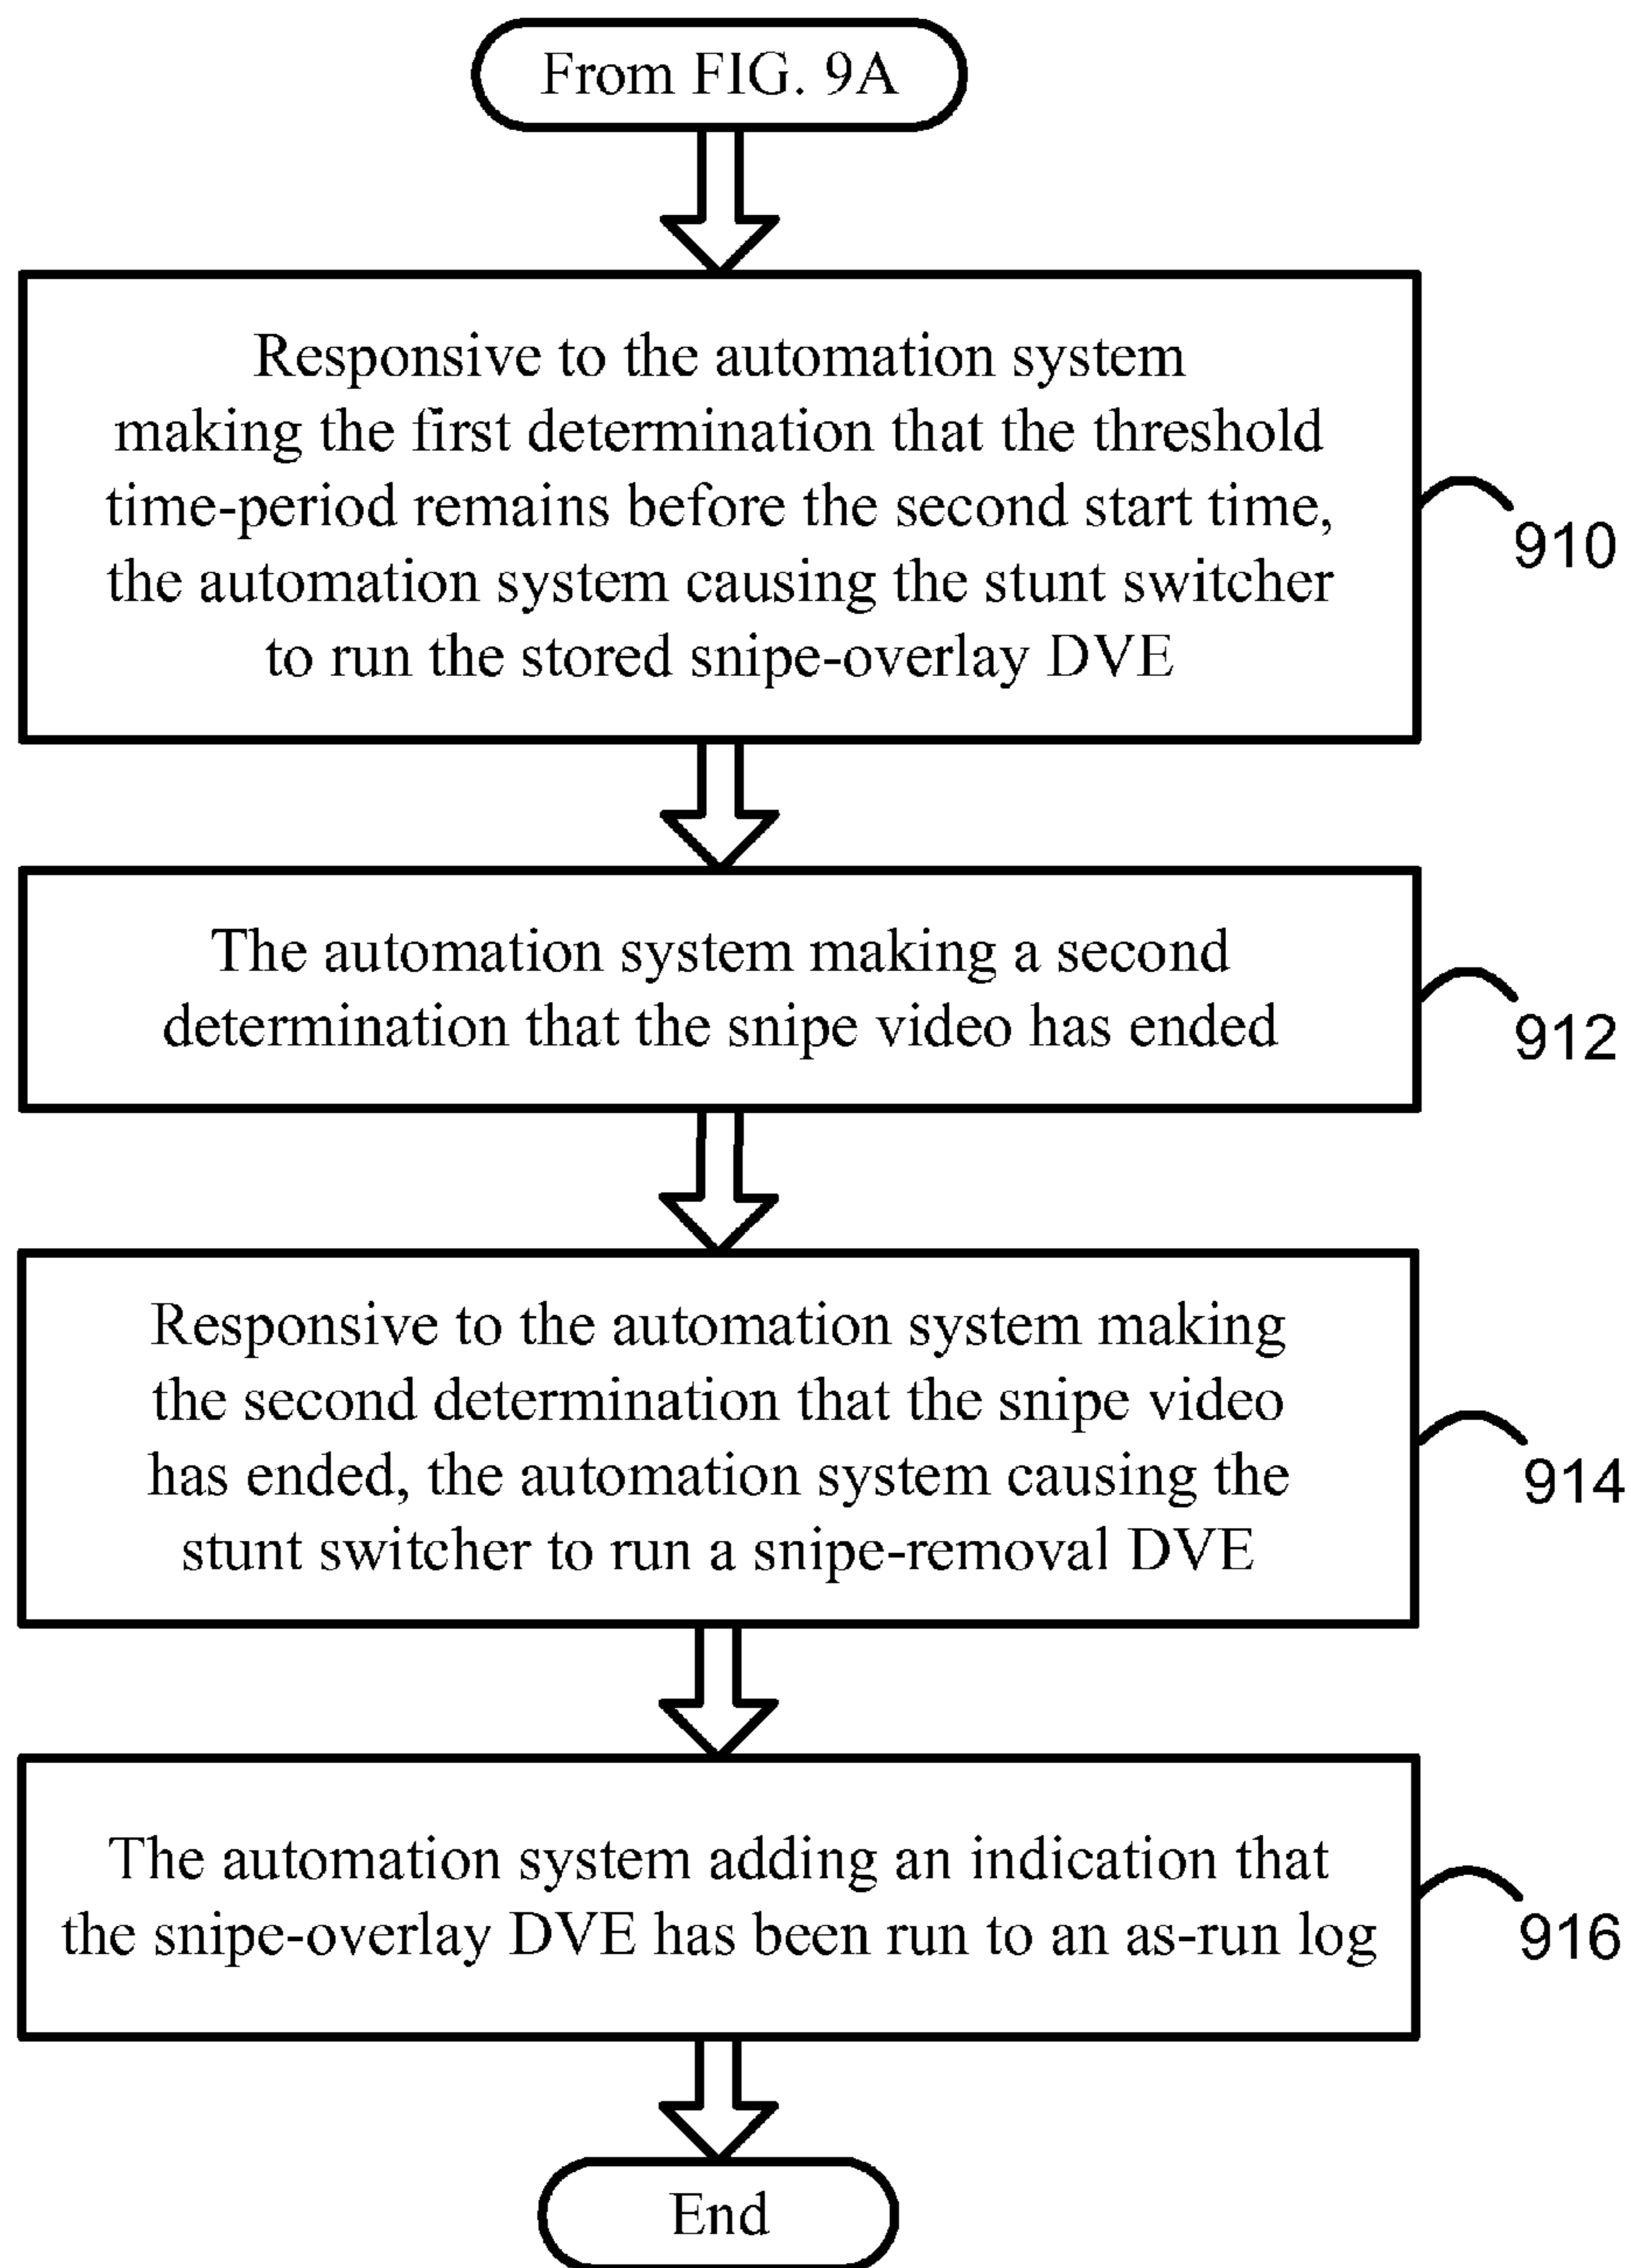 From FIG. 9A
Responsive to the automation system
making the first determination that the threshold
time-period remains before the second start time,
the automation system causing the stunt switcher
to run the stored snipe-overlay DVE
910
The automation system making a second
determination that the snipe video has ended
912
Responsive to the automation system making
the second determination that the snipe video
has ended, the automation system causing the
stunt switcher to run a snipe-removal DVE
914
The automation system adding an indication that
the snipe-overlay DVE has been run to an as-run log
916
End